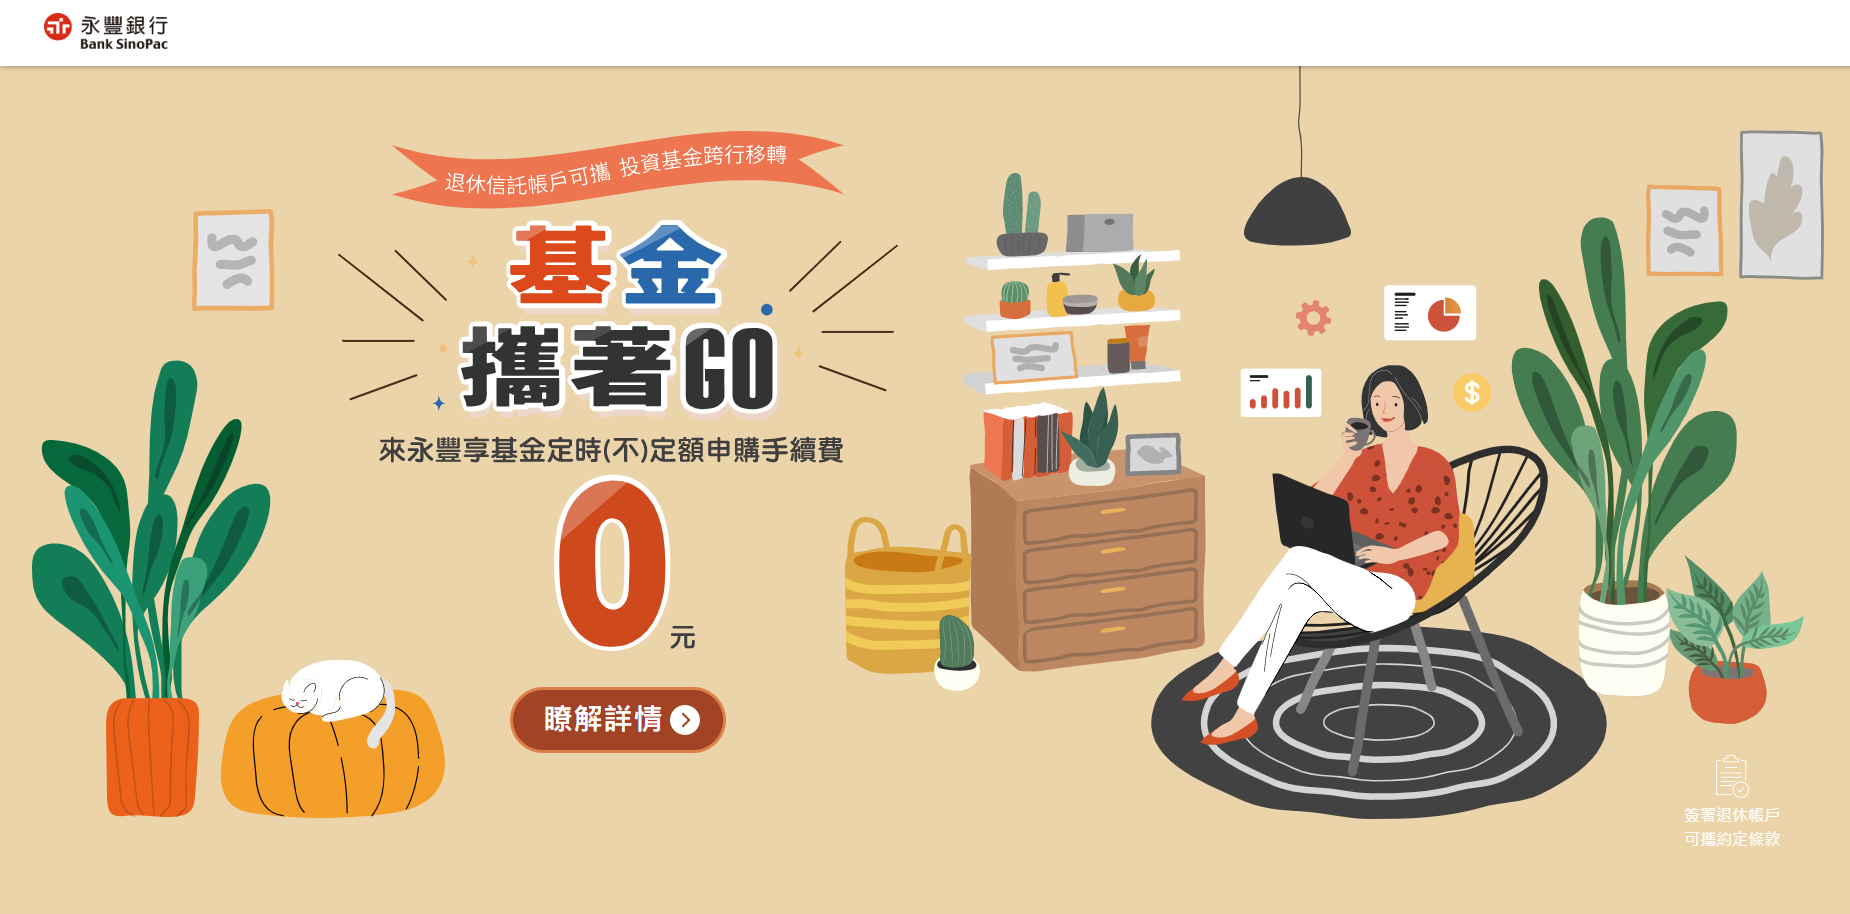 永豐銀行
Bank SinoPac
退休信託帳戶可攜 投資基金跨行移轉
基金
攜著GO
來永豐享基金定時(不)定額申購手續費
0元
瞭解詳情
$
簽署退休帳戶
可攜約定條款